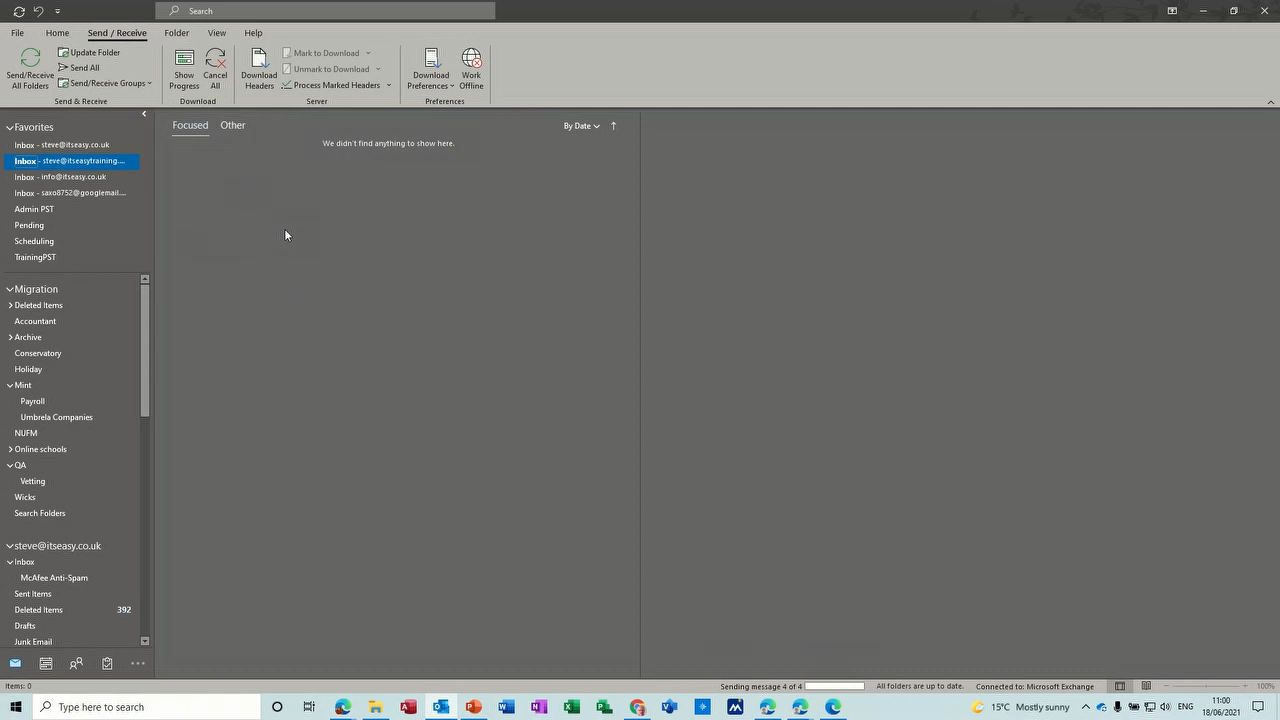 Search
File Home Send / Receive Folder View Help
Send/Receive
All Folders
Update Folder
Send All
Send/Receive Groups
Send & Receive
Show
Progress
Cancel
All
Download
Download
Headers
Mark to Download
Unmark to Download
Process Marked Headers
Server
Download
Preferences
Work
Offline
Preferences
Favorites
Inbox - steve@itseasy.co.uk
Inbox - steve@itseasytraining....
Inbox - info@itseasy.co.uk
Inbox - saxo8752@googlemail....
Admin PST
Pending
Scheduling
TrainingPST
Migration
Deleted Items
Accountant
Archive
Conservatory
Holiday
Mint
Payroll
Umbrela Companies
NUFM
Online schools
QA
Vetting
Wicks
Search Folders
steve@itseasy.co.uk
Inbox
McAfee Anti-Spam
Sent Items
Deleted Items 392
Drafts
Junk Email
Focused Other By Date
We didn't find anything to show here.
Items: 0 Sending message 4 of 4 All folders are up to date. Connected to: Microsoft Exchange 100%
Type here to search
15°C Mostly sunny
ENG
11:00
18/06/2021